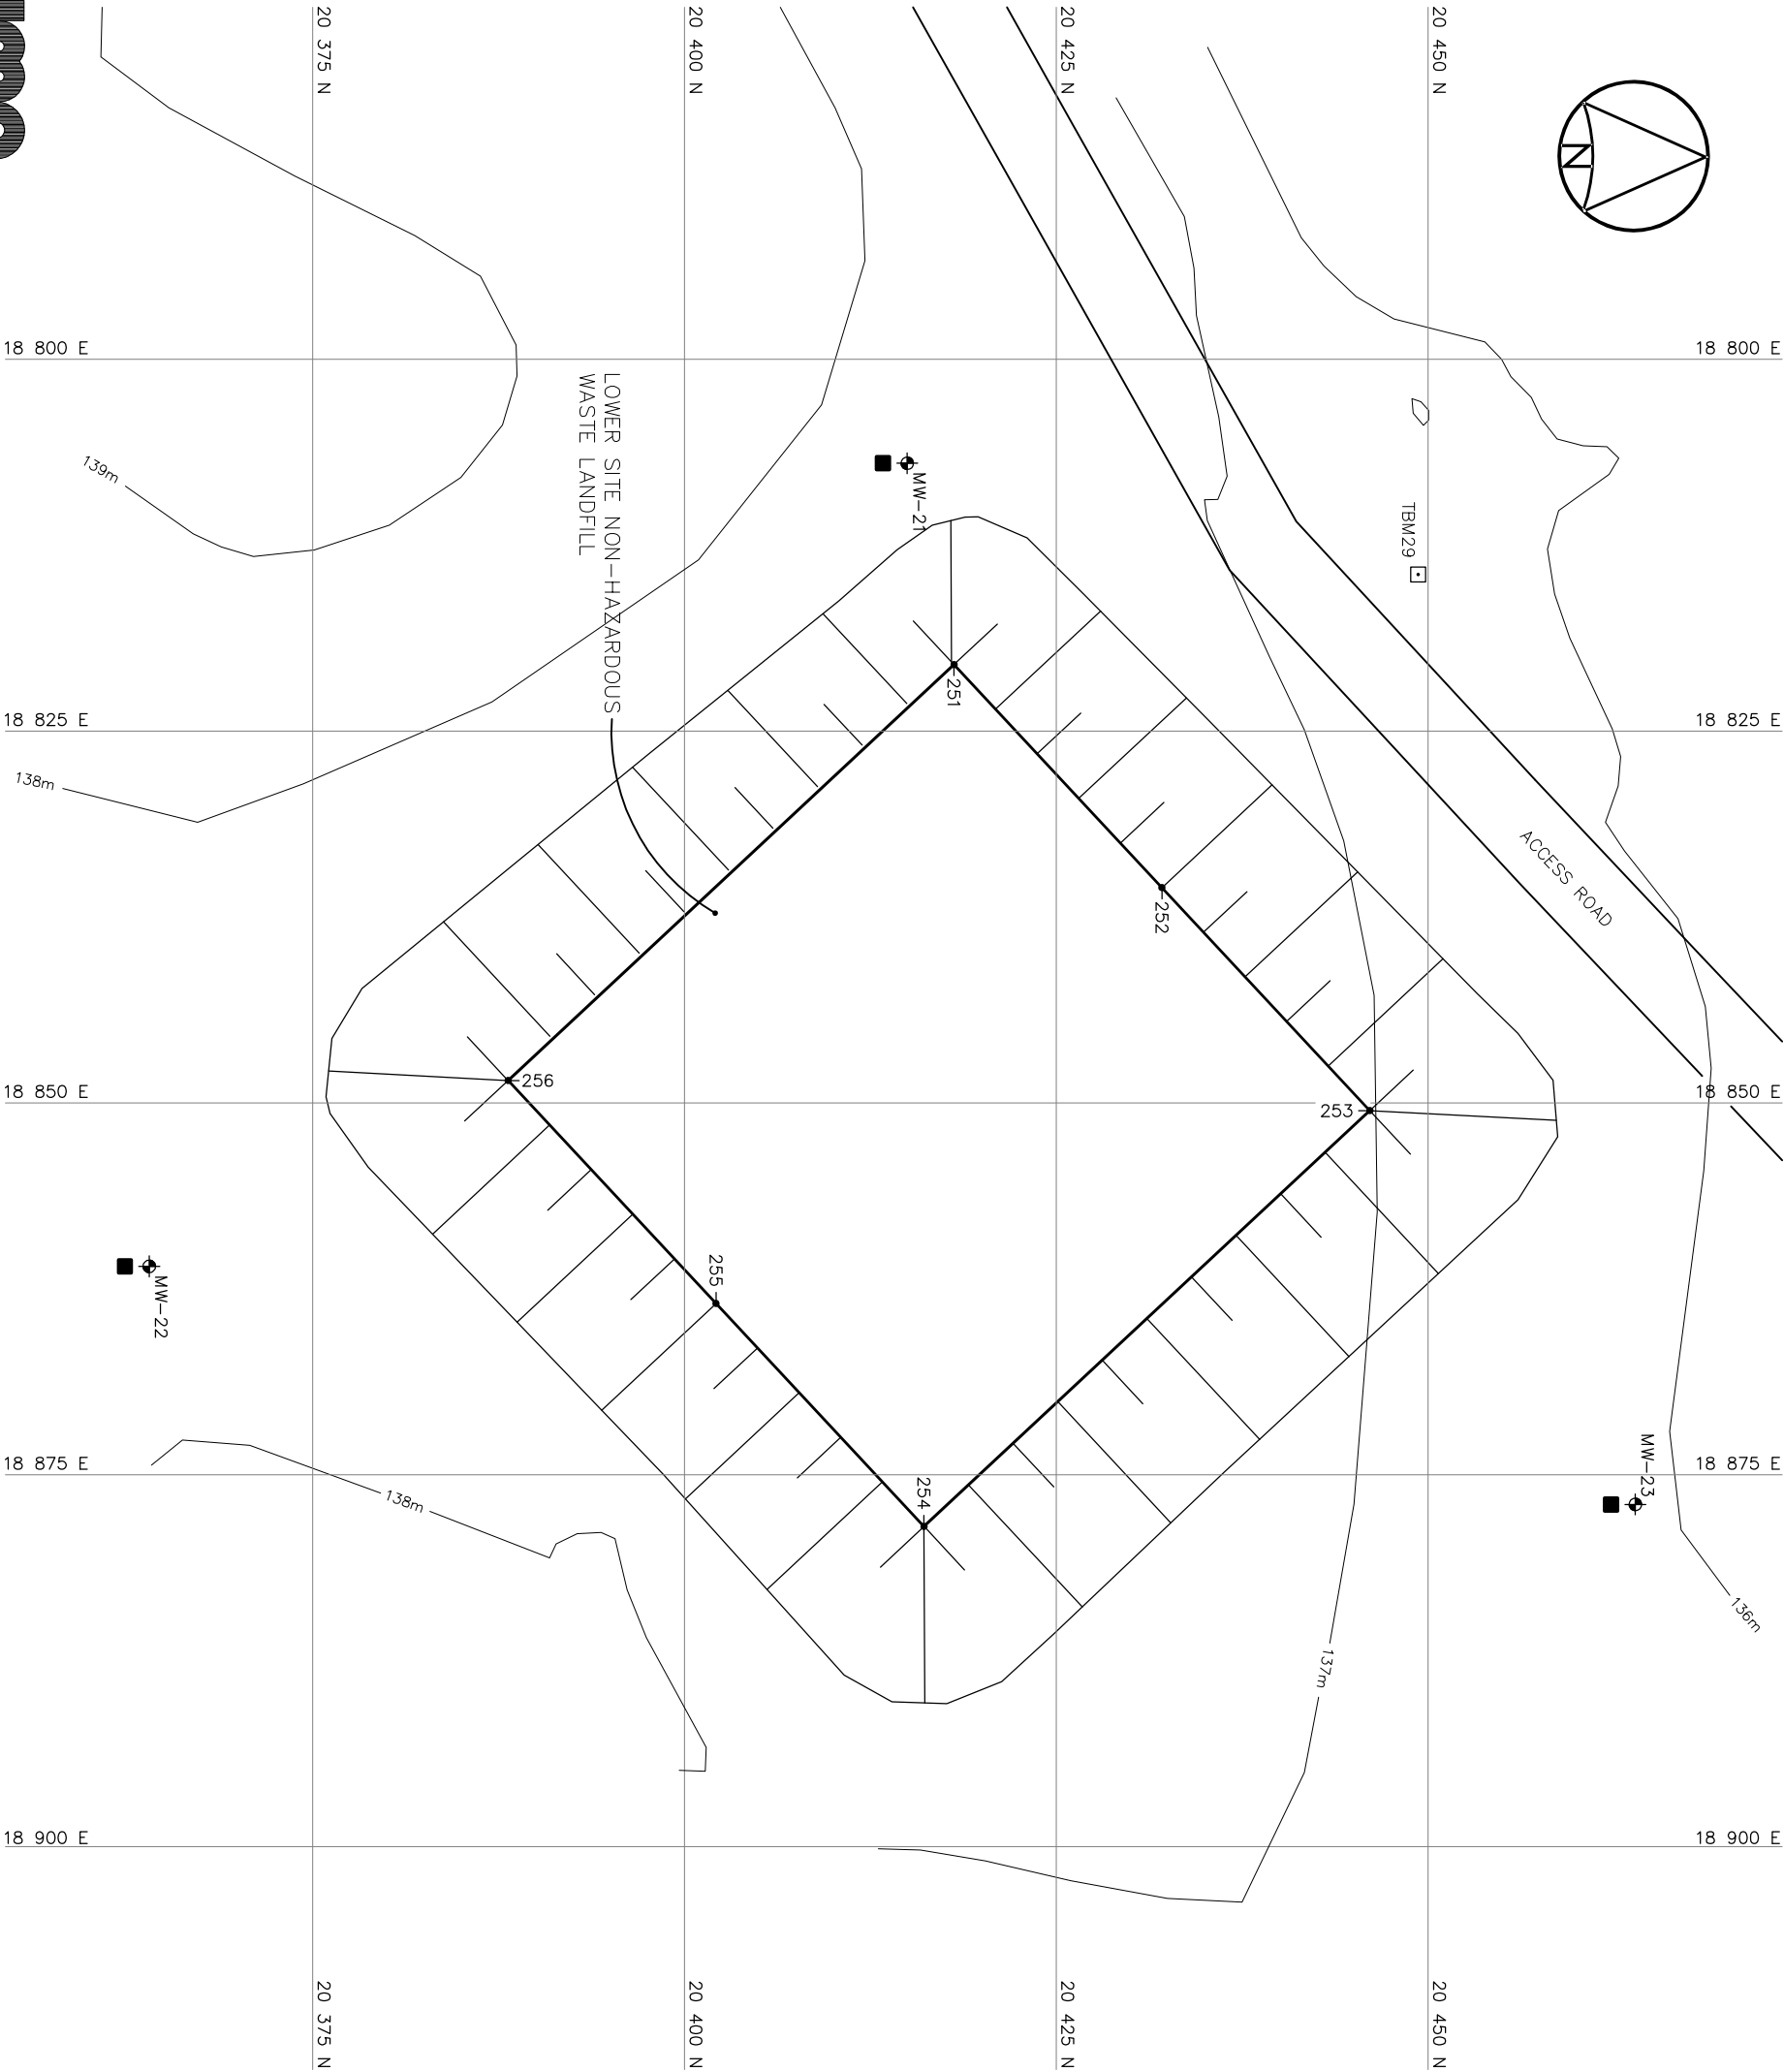 20 375 N
20 400 N
20 425 N
20 450 N
N
18 800 E
18 800 E
139m
LOWER SITE NON-HAZARDOUS
WASTE LANDFILL
MW-21
TBM29
251
18 825 E
18 825 E
138m
ACCESS ROAD
252
256
253
18 850 E
18 850 E
MW-22
255
138m
254
18 875 E
18 875 E
MW-23
136m
137m
18 900 E
18 900 E
20 375 N
20 400 N
20 425 N
20 450 N